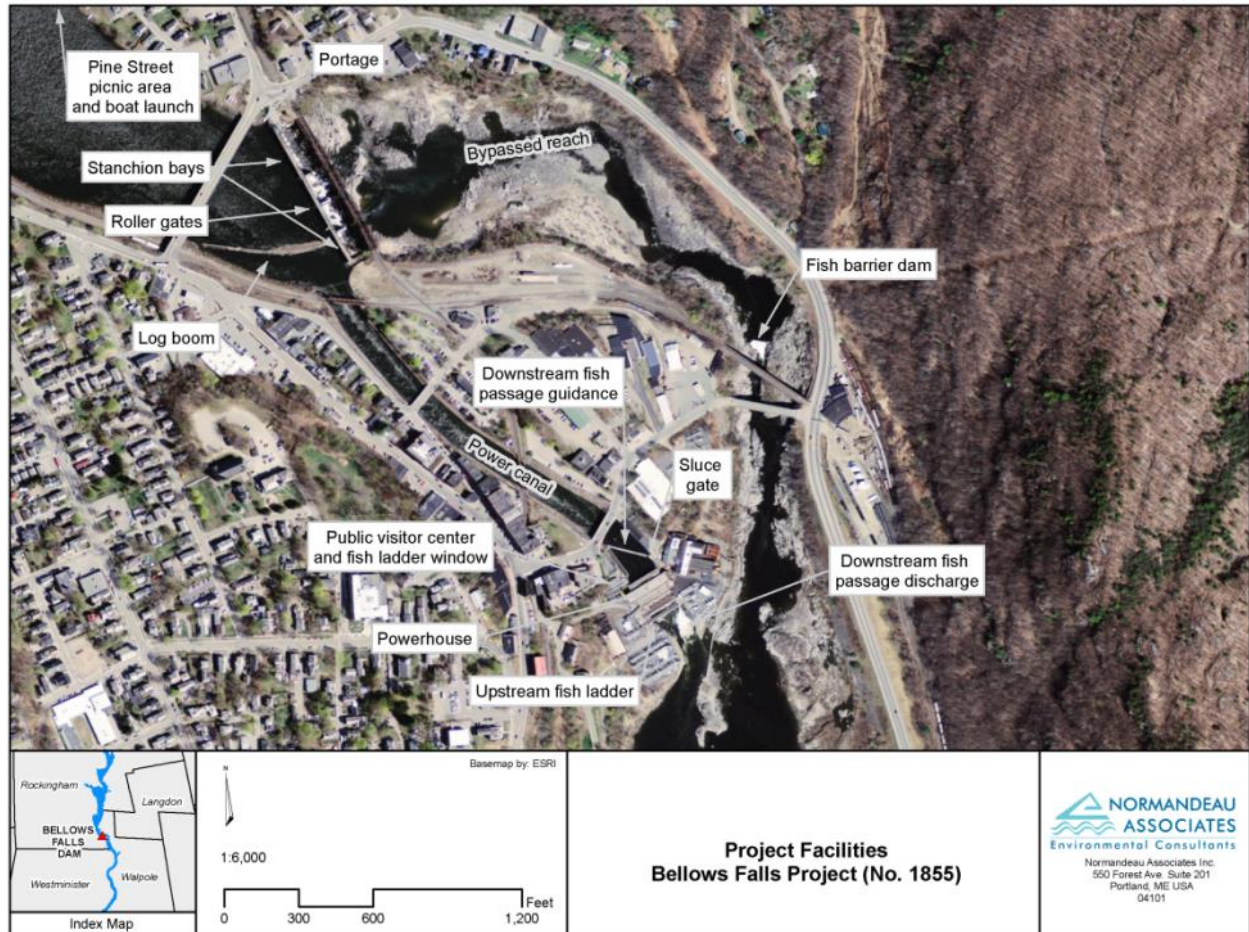 Pine Street
picnic area
and boat launch
Portage
Stanchion bays
Bypassed reach
Roller gates
Fish barrier dam
Log boom
Downstream fish
passage guidance
Power canal
Sluce
gate
Public visitor center
and fish ladder window
Downstream fish
passage discharge
Powerhouse
Upstream fish ladder
Rockingham
Langdon
BELLOWS
FALLS
DAM
Westminister
Walpole
Index Map
N
Basemap by: ESRI
1:6,000
Feet
0 300 600 1,200
Project Facilities
Bellows Falls Project (No. 1855)
NORMANDEAU
ASSOCIATES
Environmental Consultants
Normandeau Associates Inc.
550 Forest Ave. Suite 201
Portland, ME USA
04101